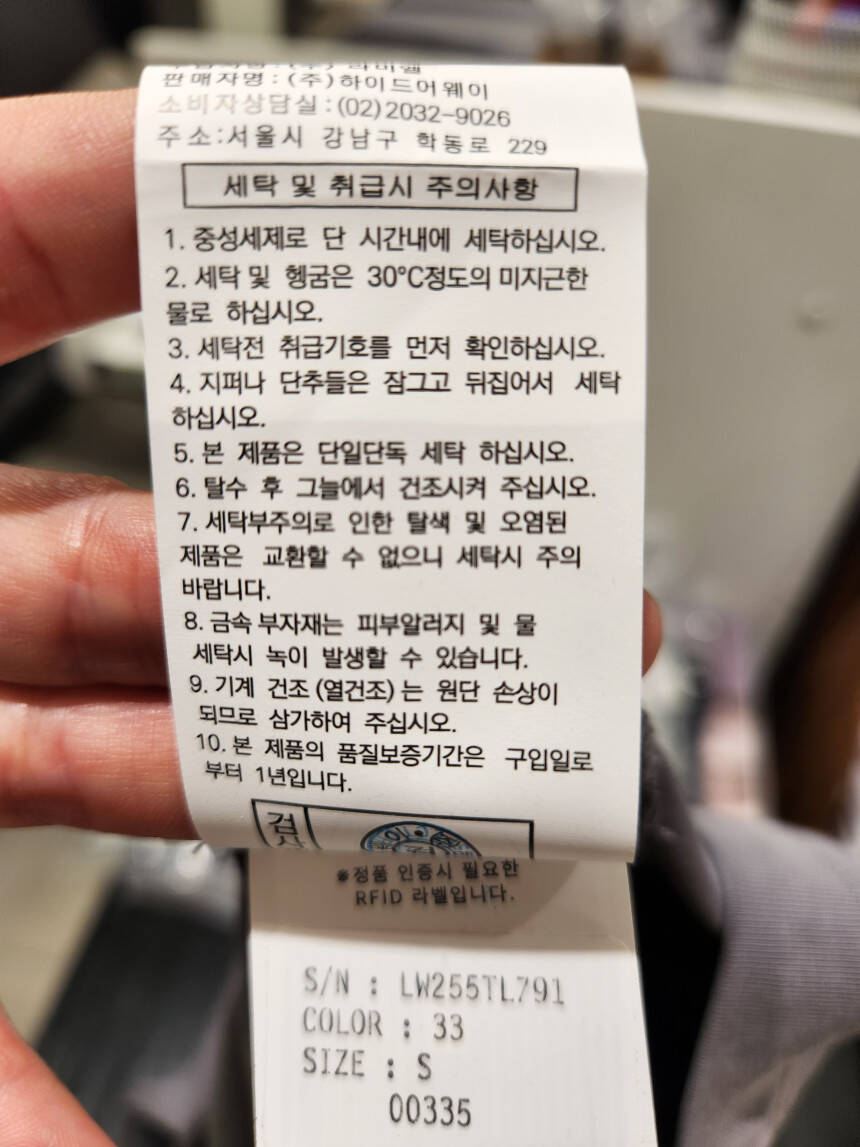 판매자명:(주)하이드어웨이
소비자상담실:(02)2032-9026
주소:서울시 강남구 학동로 229
세탁 및 취급시 주의사항
1. 중성세제로 단 시간내에 세탁하십시오.
2. 세탁 및 헹굼은 30°C정도의 미지근한
물로 하십시오.
3. 세탁전 취급기호를 먼저 확인하십시오.
4. 지퍼나 단추들은 잠그고 뒤집어서 세탁
하십시오.
5. 본 제품은 단일단독 세탁 하십시오.
6. 탈수 후 그늘에서 건조시켜 주십시오.
7. 세탁부주의로 인한 탈색 및 오염된
제품은 교환할 수 없으니 세탁시 주의
바랍니다.
8. 금속 부자재는 피부알러지 및 물
세탁시 녹이 발생할 수 있습니다.
9. 기계 건조 (열건조) 는 원단 손상이
되므로 삼가하여 주십시오.
10. 본 제품의 품질보증기간은 구입일로
부터 1년입니다.
※정품 인증시 필요한
RFID 라벨입니다.
S/N : LW255TL791
COLOR : 33
SIZE : S
00335